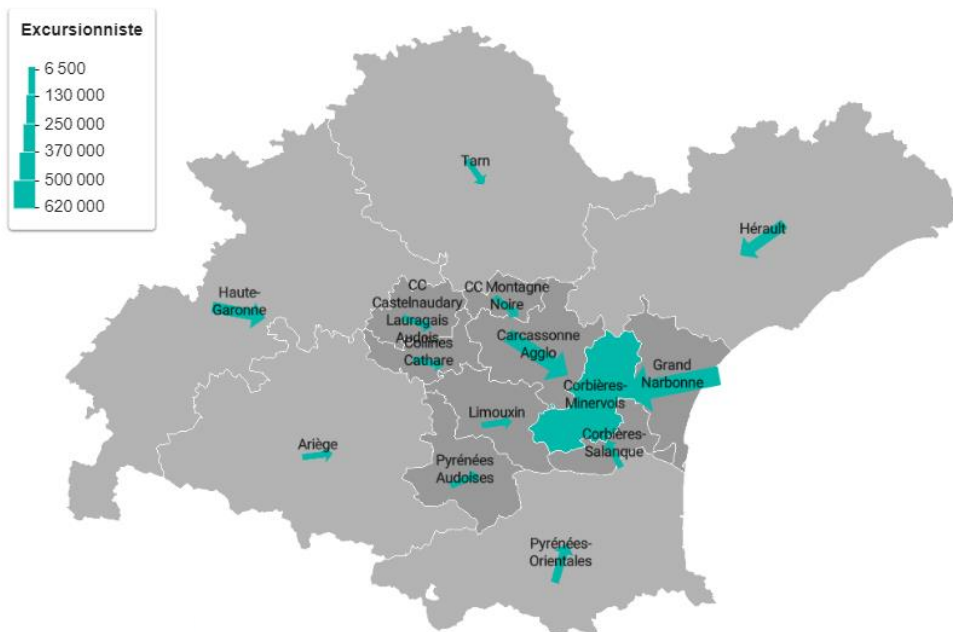 Excursionniste
6 500
130 000
250 000
370 000
500 000
620 000
Tarn
Hérault
Haute-
Garonne
CC
Castelnaudary
Lauragais
Audois
CC Montagne
Noire
Collines
Cathare
Carcassonne
Agglo
Grand
Narbonne
Corbières-
Minervois
Limouxin
Corbières-
Salanque
Ariège
Pyrénées
Audoises
Pyrénées-
Orientales